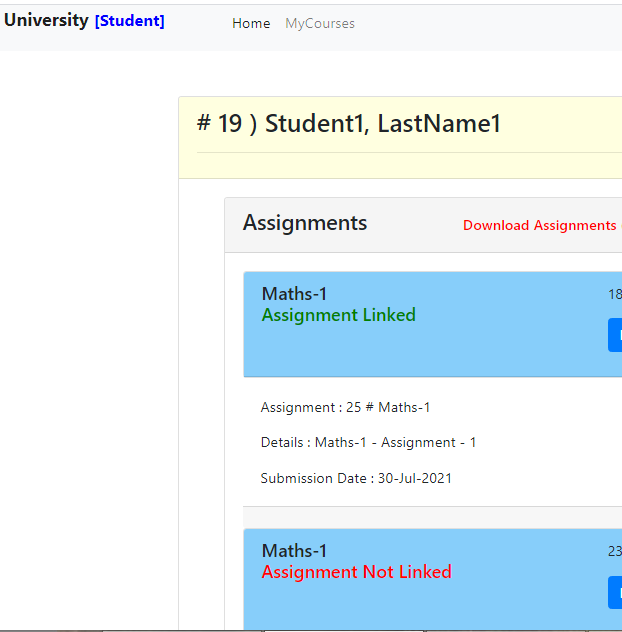 University [Student] Home MyCourses
# 19 ) Student1, LastName1
Assignments Download Assignments
Maths-1 18
Assignment Linked
Assignment : 25 # Maths-1
Details : Maths-1 - Assignment - 1
Submission Date : 30-Jul-2021
Maths-1 23
Assignment Not Linked